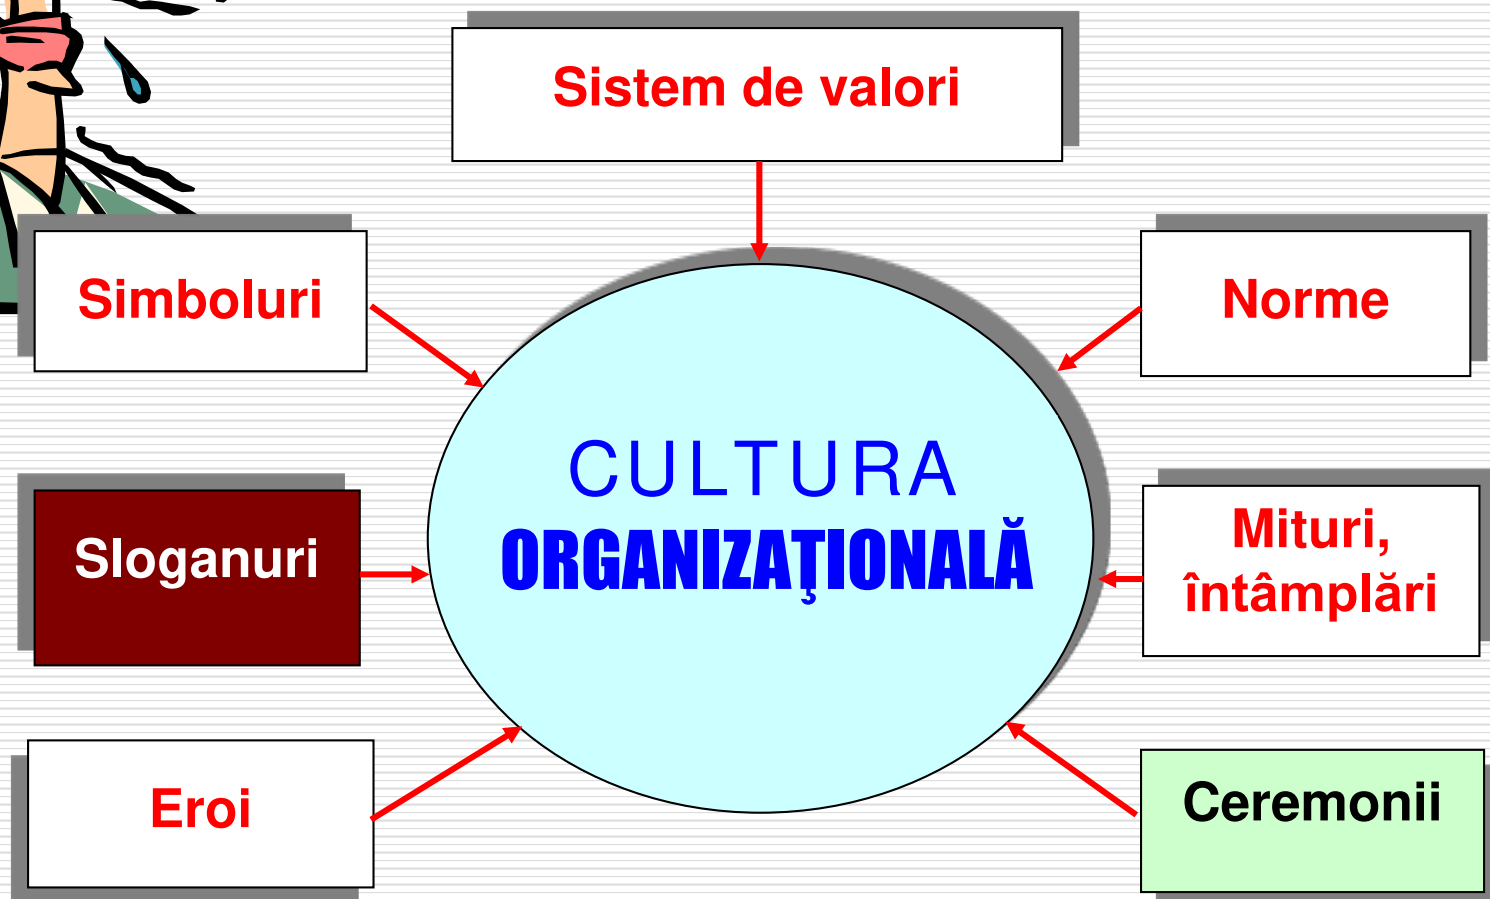 Sistem de valori
Simboluri
Norme
CULTURA
ORGANIZAŢIONALĂ
Sloganuri
Mituri,
întâmplări
Eroi
Ceremonii